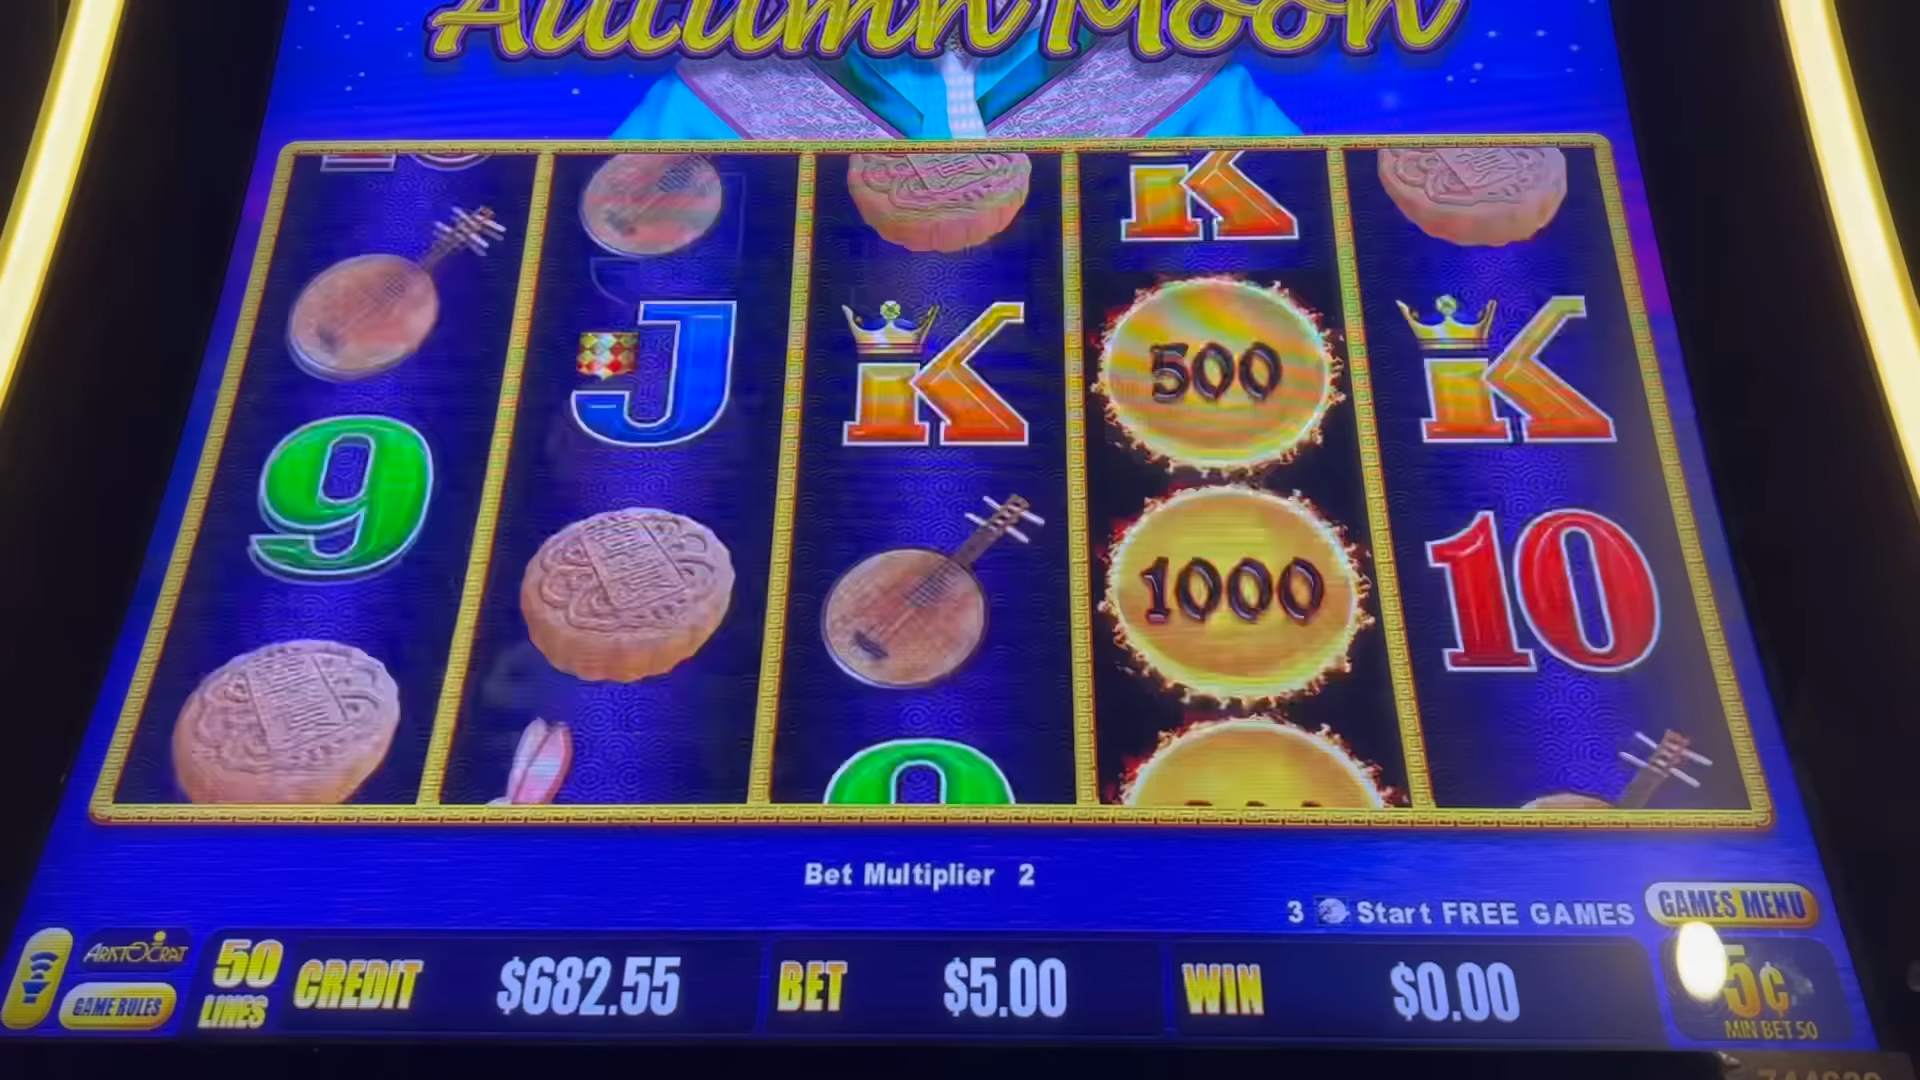 Autumn Moon
K
J
K
500
K
9
1000
10
Bet Multiplier 2
3 Start FREE GAMES
GAMES MENU
ARISTOCRAT
GAME RULES
50 LINES
CREDIT $682.55
BET $5.00
WIN $0.00
5¢
MIN BET 50